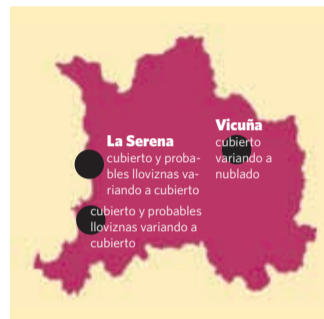 La Serena
cubierto y proba-
bles lloviznas va-
riando a cubierto
Vicuña
cubierto
variando a
nublado
cubierto y probables
lloviznas variando a
cubierto